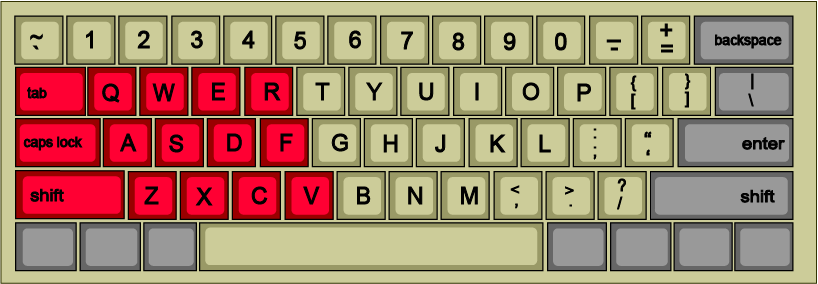 ~ 1 2 3 4 5 6 7 8 9 0 - + backspace
` =
tab Q W E R T Y U I O P { } |
[ ] \
caps lock A S D F G H J K L : “ enter
; ‘
shift Z X C V B N M < > ? shift
, . /